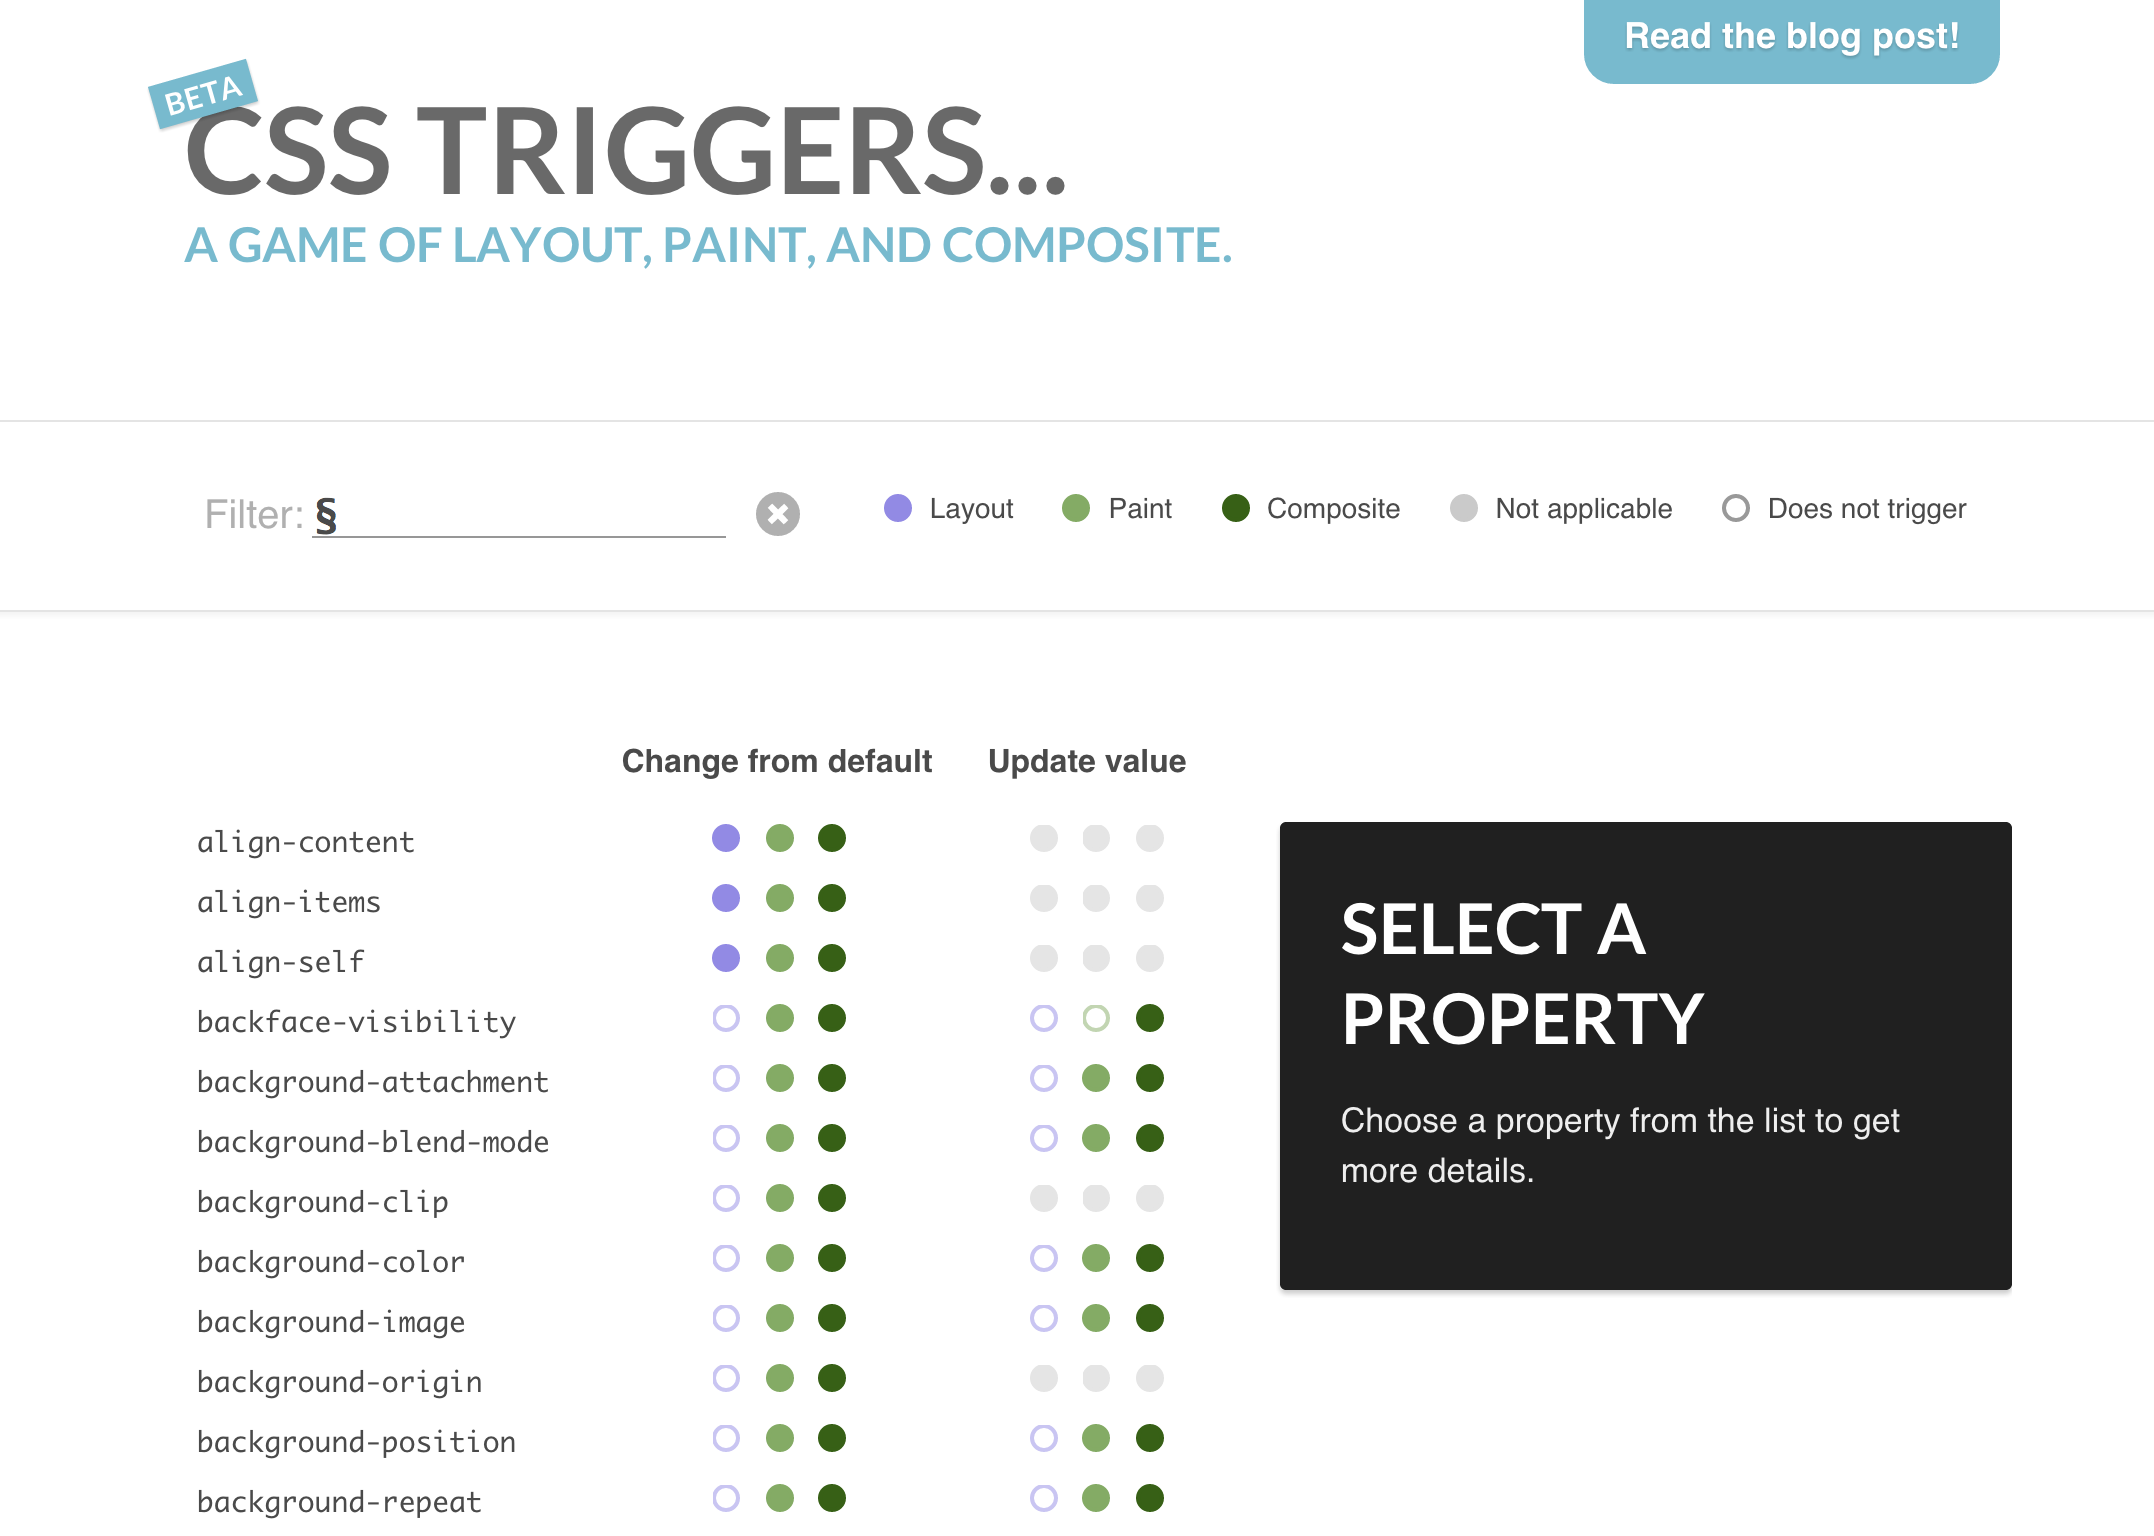 Read the blog post!
BETA
CSS TRIGGERS...
A GAME OF LAYOUT, PAINT, AND COMPOSITE.
Filter: §
Layout Paint Composite Not applicable Does not trigger
Change from default Update value
align-content
align-items
align-self
backface-visibility
background-attachment
background-blend-mode
background-clip
background-color
background-image
background-origin
background-position
background-repeat
SELECT A
PROPERTY
Choose a property from the list to get
more details.